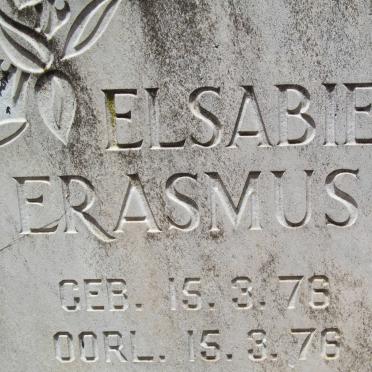 ELSABIE
ERASMUS
GEB. 15.3.76
OORL. 15.3.76